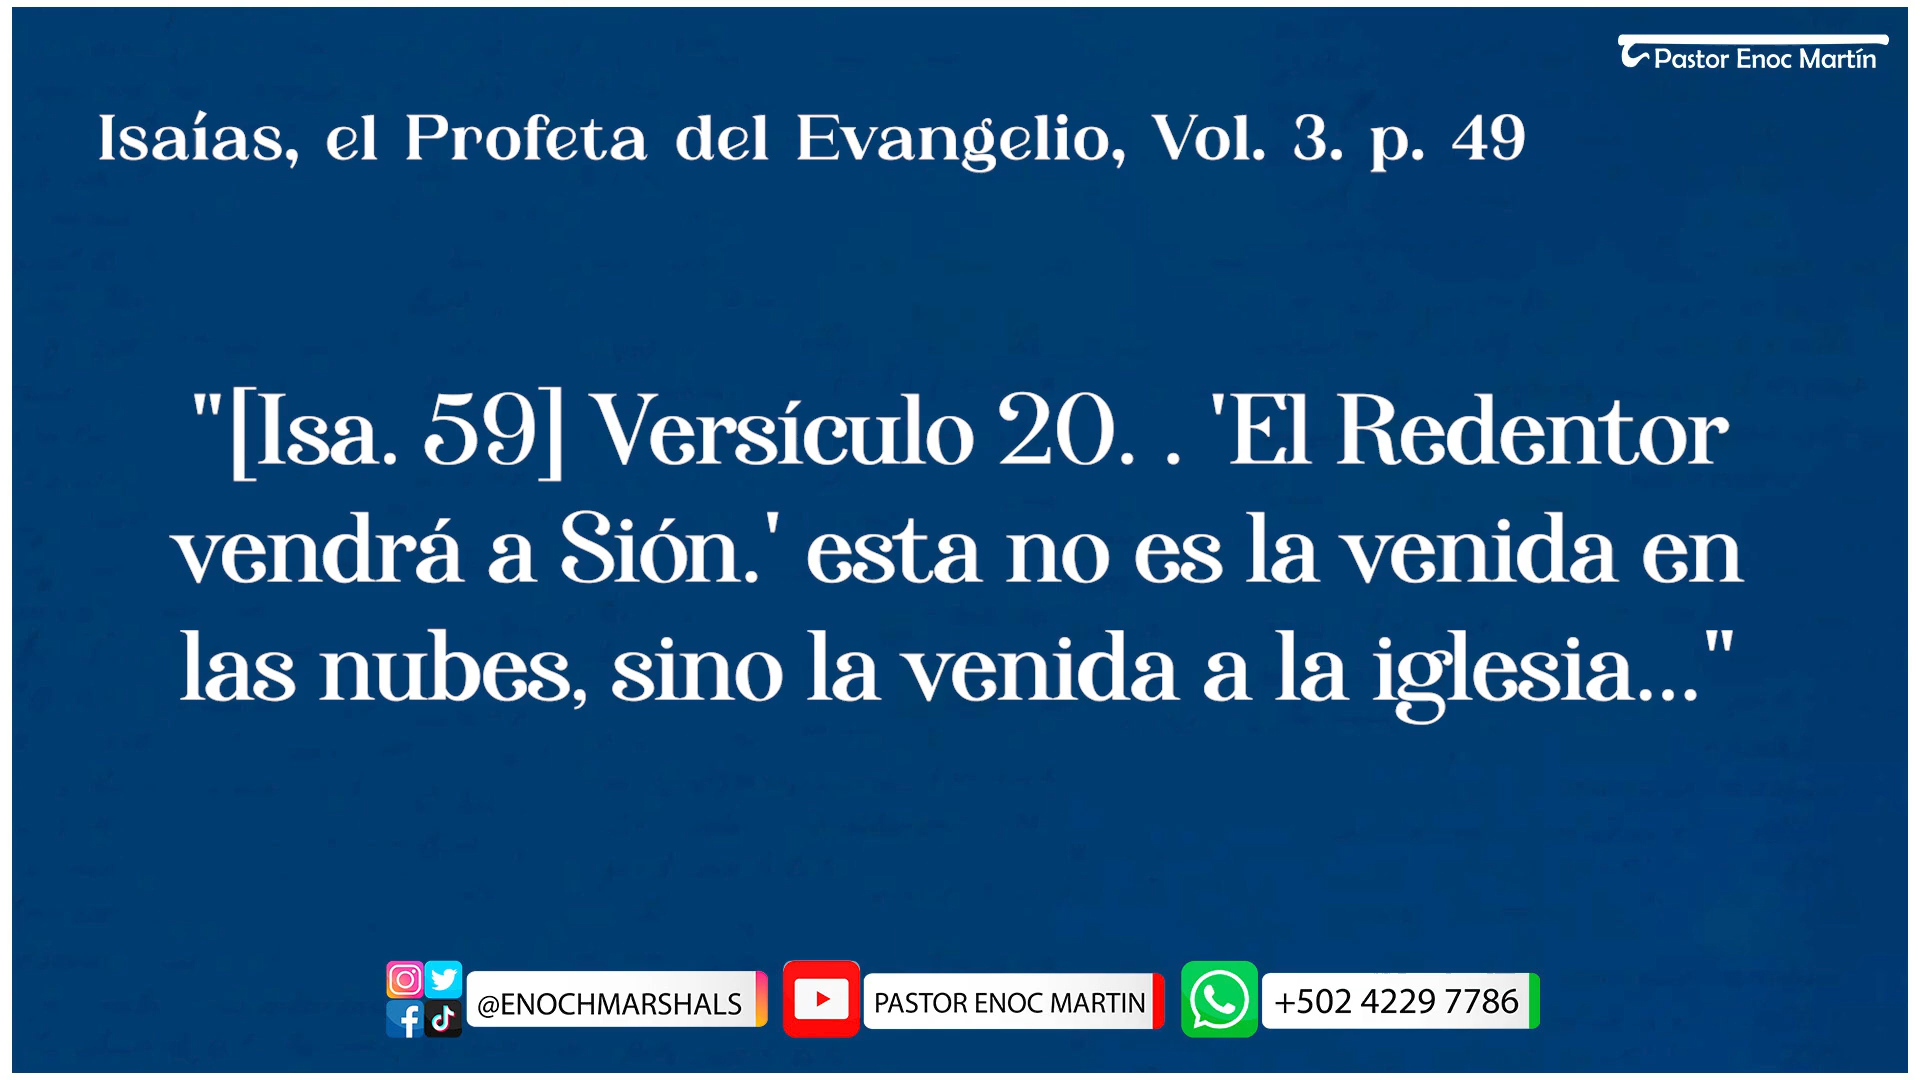 Pastor Enoc Martín
Isaías, el Profeta del Evangelio, Vol. 3. p. 49
"[Isa. 59] Versículo 20. . 'El Redentor
vendrá a Sión.' esta no es la venida en
las nubes, sino la venida a la iglesia..."
@ENOCHMARSHALS
PASTOR ENOC MARTIN
+502 4229 7786